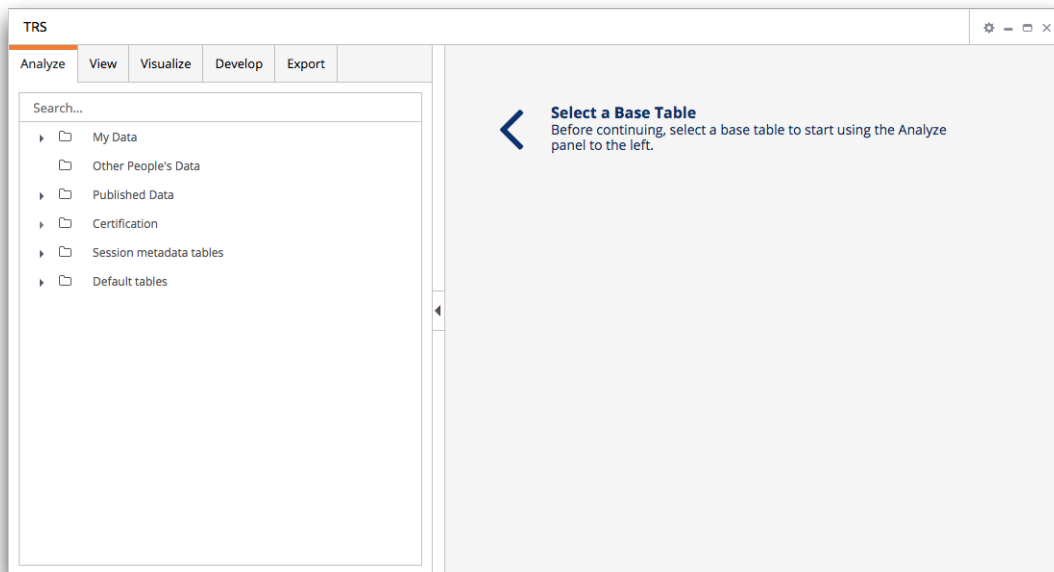 TRS
Analyze View Visualize Develop Export
Search...
My Data
Other People's Data
Published Data
Certification
Session metadata tables
Default tables
Select a Base Table
Before continuing, select a base table to start using the Analyze
panel to the left.